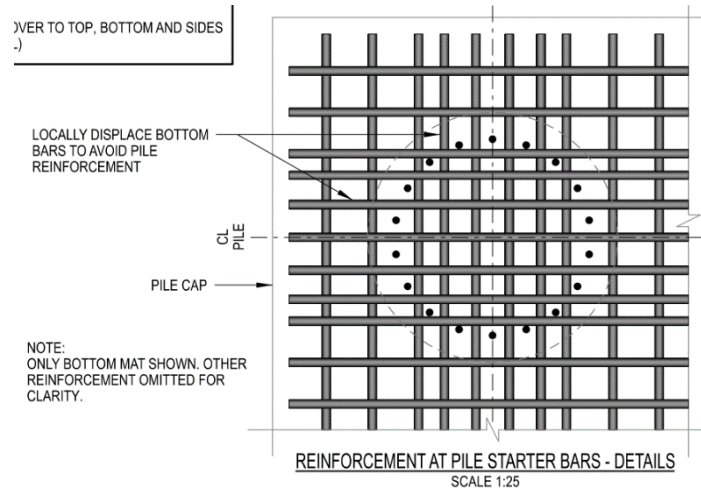 OVER TO TOP, BOTTOM AND SIDES
L)
LOCALLY DISPLACE BOTTOM
BARS TO AVOID PILE
REINFORCEMENT
CL
PILE
PILE CAP
NOTE:
ONLY BOTTOM MAT SHOWN. OTHER
REINFORCEMENT OMITTED FOR
CLARITY.
REINFORCEMENT AT PILE STARTER BARS - DETAILS
SCALE 1:25